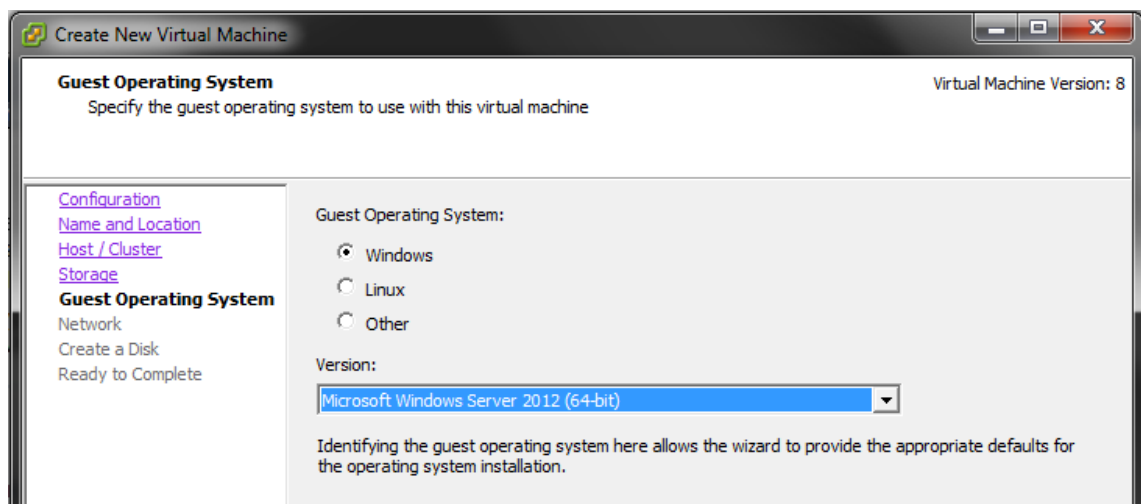 Create New Virtual Machine
Guest Operating System
Virtual Machine Version: 8
Specify the guest operating system to use with this virtual machine
Configuration
Name and Location
Host / Cluster
Storage
Guest Operating System
Network
Create a Disk
Ready to Complete
Guest Operating System:
Windows
Linux
Other
Version:
Microsoft Windows Server 2012 (64-bit)
Identifying the guest operating system here allows the wizard to provide the appropriate defaults for
the operating system installation.